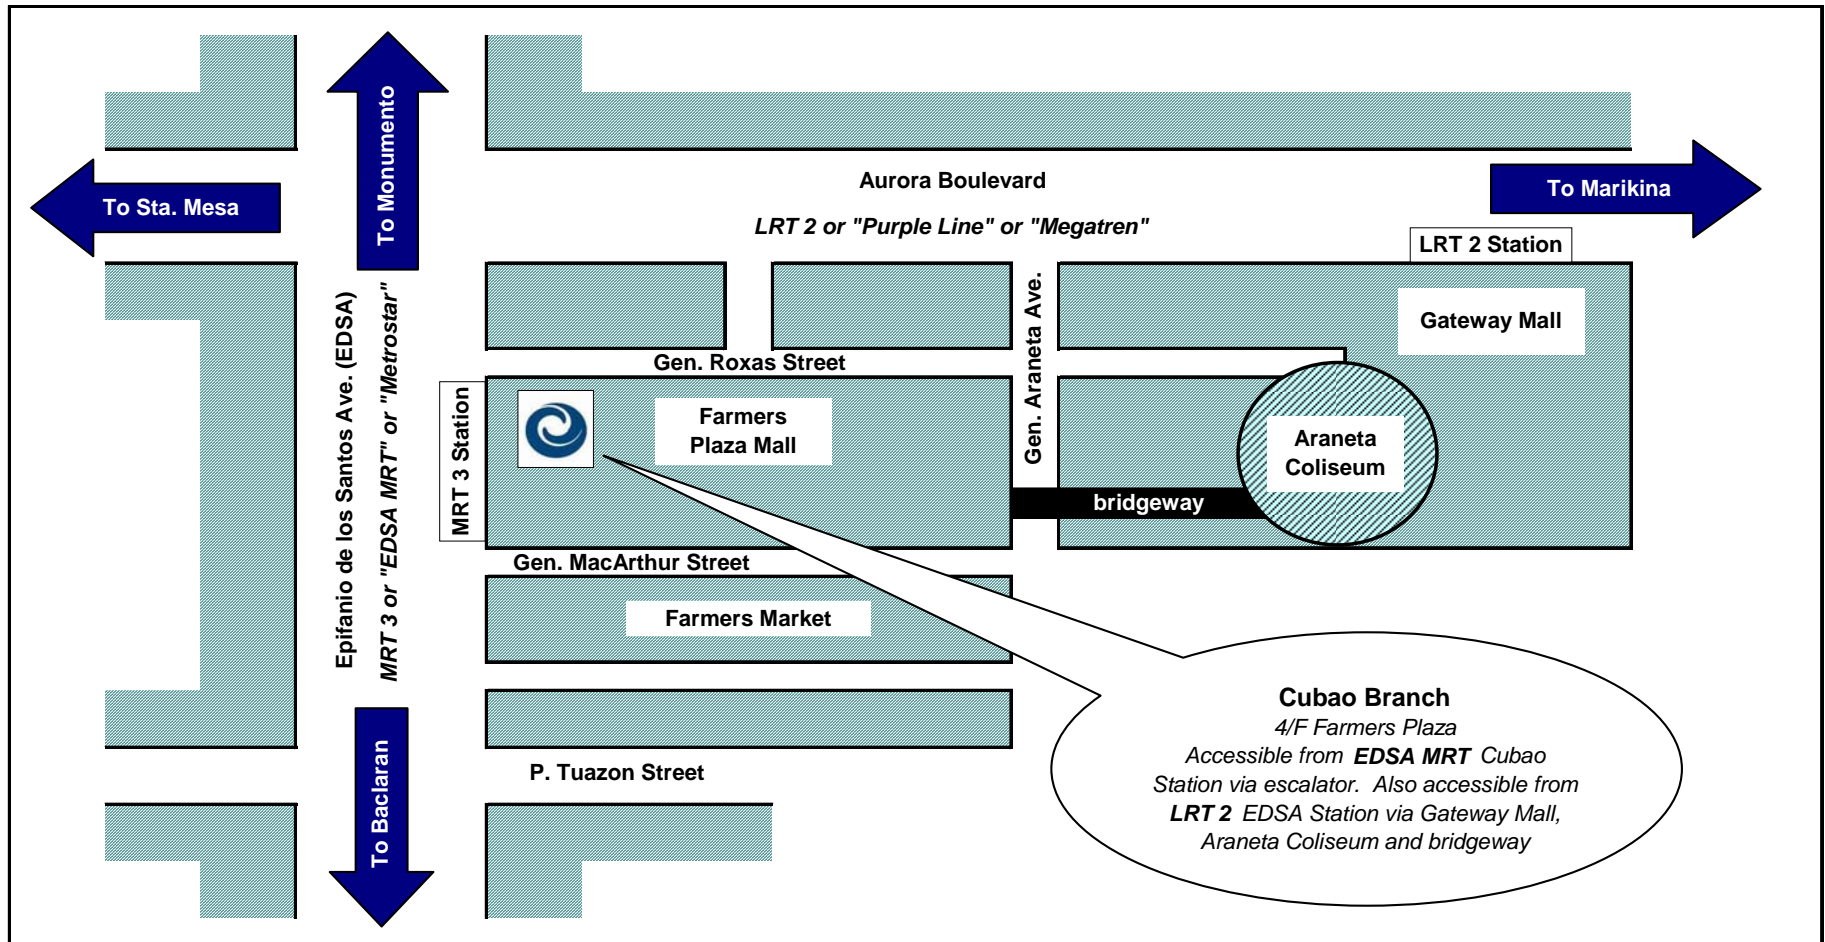 To Monumento
Aurora Boulevard
To Marikina
To Sta. Mesa
LRT 2 or "Purple Line" or "Megatren"
LRT 2 Station
Gateway Mall
Epifanio de los Santos Ave. (EDSA)
MRT 3 or "EDSA MRT" or "Metrostar"
Gen. Roxas Street
Gen. Araneta Ave.
MRT 3 Station
Farmers
Plaza Mall
Araneta
Coliseum
bridgeway
Gen. MacArthur Street
Farmers Market
Cubao Branch
4/F Farmers Plaza
Accessible from EDSA MRT Cubao
Station via escalator. Also accessible from
LRT 2 EDSA Station via Gateway Mall,
Araneta Coliseum and bridgeway
P. Tuazon Street
To Baclaran